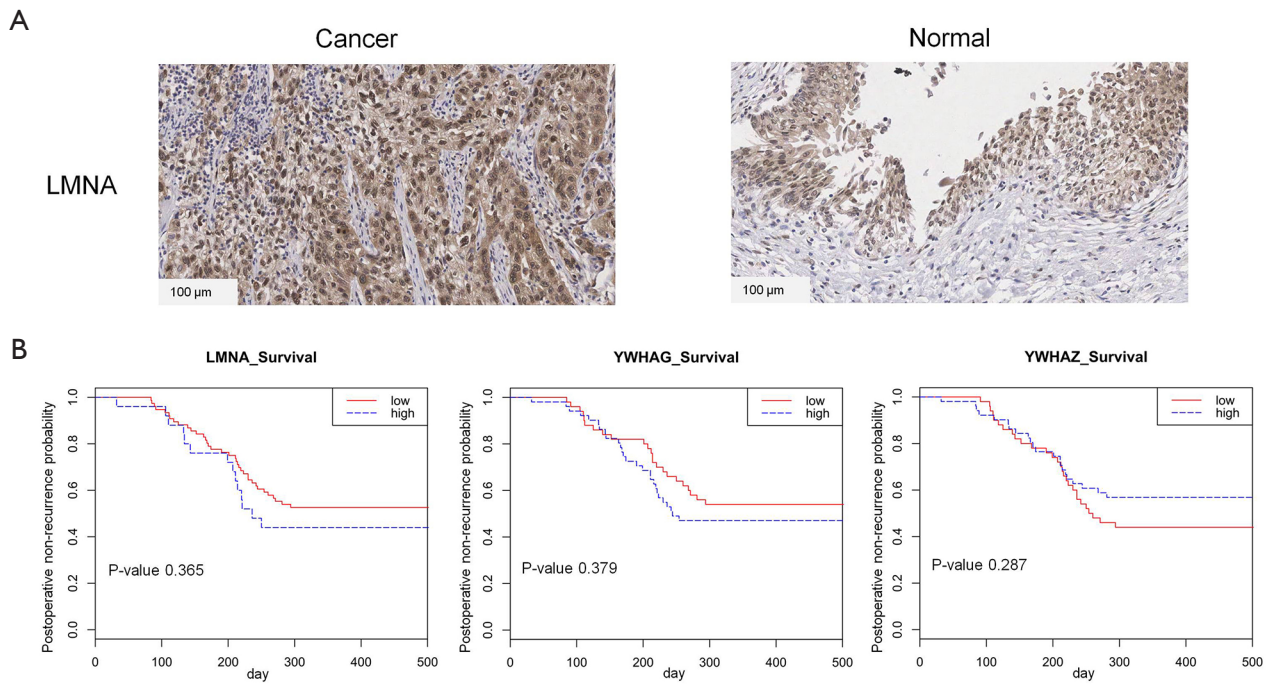 A
Cancer
Normal
LMNA
100 µm
100 µm
B
LMNA_Survival
Postoperative non-recurrence probability
1.0
0.8
0.6
0.4
0.2
0.0
low
high
P-value 0.365
0 100 200 300 400 500
day
YWHAG_Survival
Postoperative non-recurrence probability
1.0
0.8
0.6
0.4
0.2
0.0
low
high
P-value 0.379
0 100 200 300 400 500
day
YWHAZ_Survival
Postoperative non-recurrence probability
1.0
0.8
0.6
0.4
0.2
0.0
low
high
P-value 0.287
0 100 200 300 400 500
day